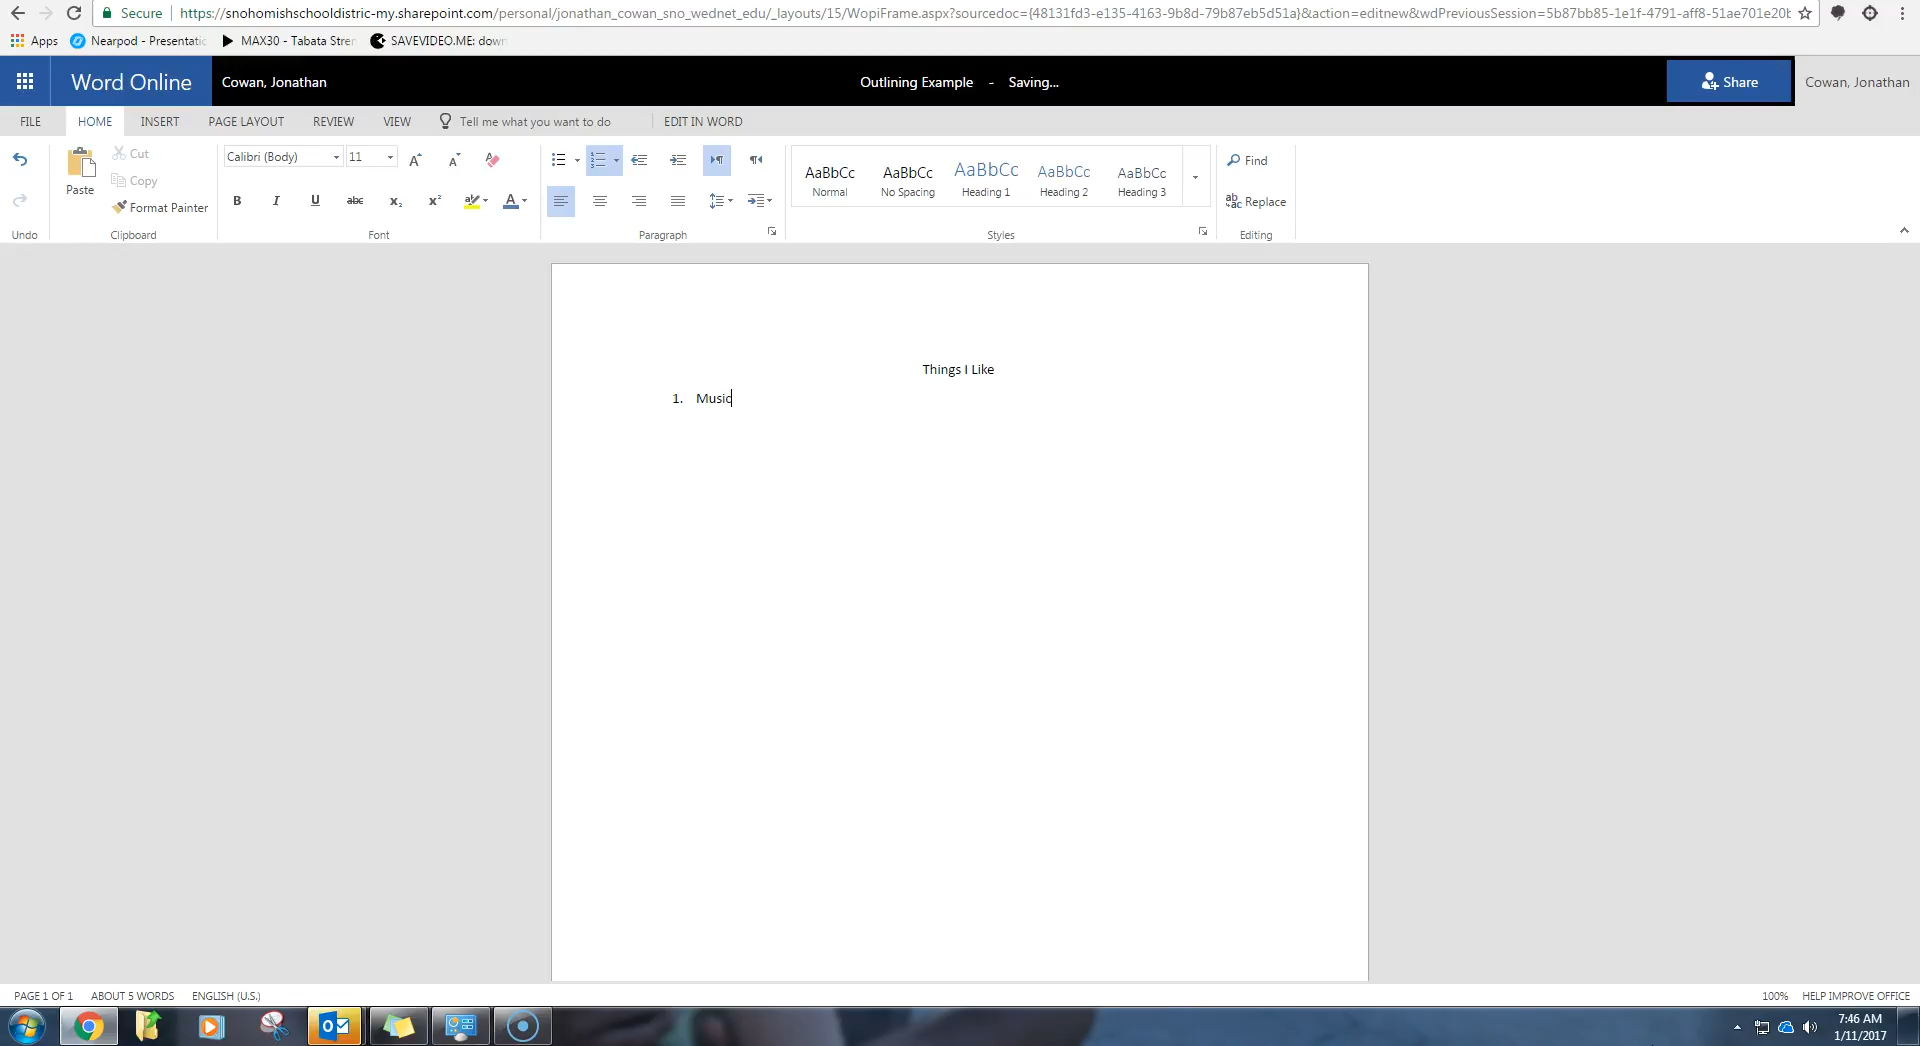 Secure https://snohomishschooldistric-my.sharepoint.com/personal/jonathan_cowan_sno_wednet_edu/_layouts/15/WopiFrame.aspx?sourcedoc={48131fd3-e135-4163-9b8d-79b87eb5d51a}&action=editnew&wdPreviousSession=5b87bb85-1e1f-4791-aff8-51ae701e20b
Apps Nearpod - Presentatic MAX30 - Tabata Stren SAVEVIDEO.ME: dow
Word Online Cowan, Jonathan Outlining Example - Saving... Share Cowan, Jonathan
FILE HOME INSERT PAGE LAYOUT REVIEW VIEW Tell me what you want to do EDIT IN WORD
Paste Cut Copy Format Painter
Calibri (Body) 11
B I U abc x₂ x² A
AaBbCc AaBbCc AaBbCc AaBbCc AaBbCc
Normal No Spacing Heading 1 Heading 2 Heading 3
Find
Replace
Undo Clipboard Font Paragraph Styles Editing
Things I Like
1. Music
PAGE 1 OF 1 ABOUT 5 WORDS ENGLISH (U.S.) 100% HELP IMPROVE OFFICE
7:46 AM
1/11/2017